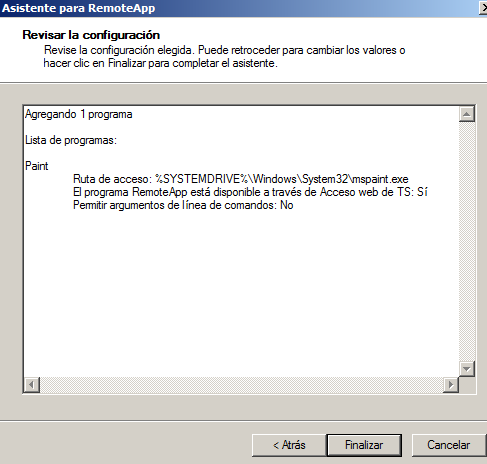 Asistente para RemoteApp
Revisar la configuración
Revise la configuración elegida. Puede retroceder para cambiar los valores o
hacer clic en Finalizar para completar el asistente.
Agregando 1 programa
Lista de programas:
Paint
Ruta de acceso: %SYSTEMDRIVE%\Windows\System32\mspaint.exe
El programa RemoteApp está disponible a través de Acceso web de TS: Sí
Permitir argumentos de línea de comandos: No
< Atrás
Finalizar
Cancelar